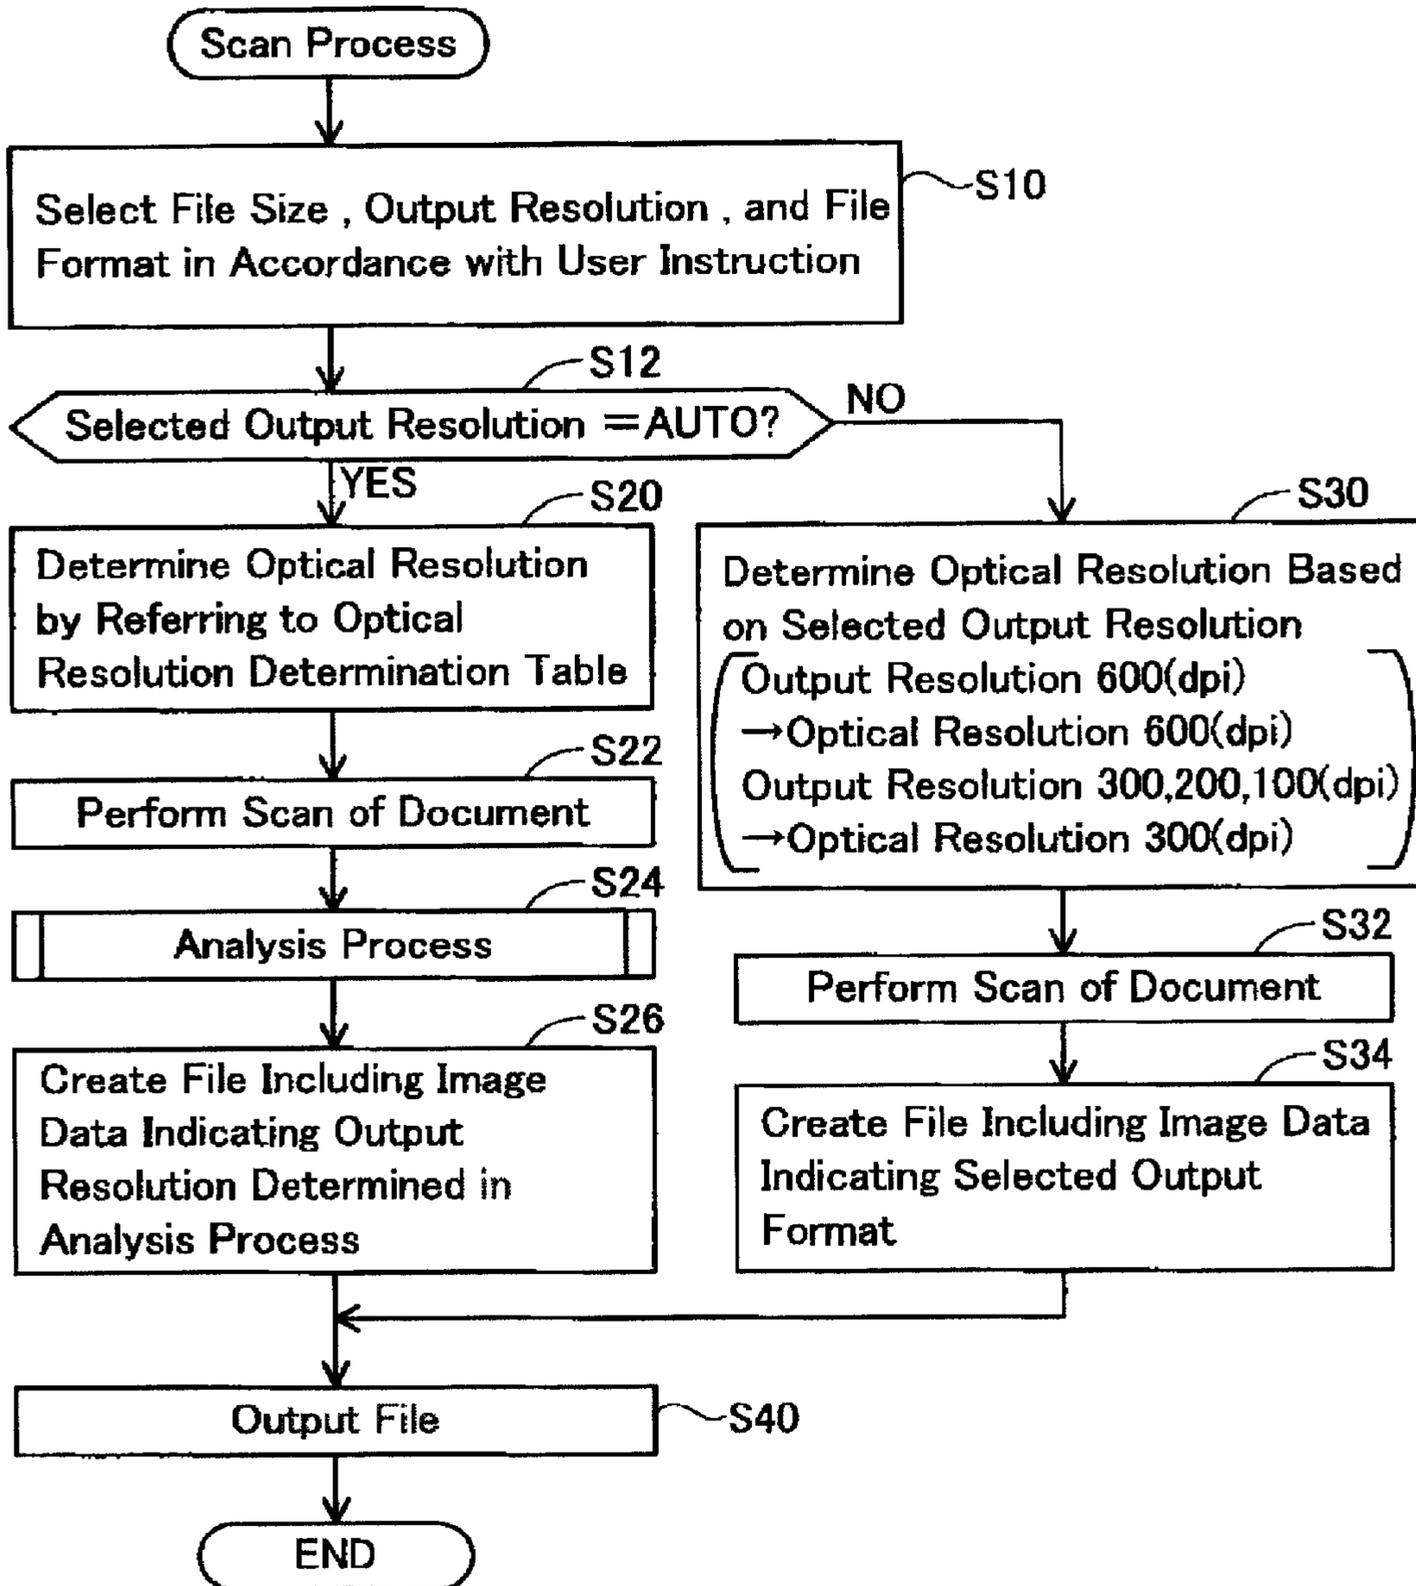 Scan Process
Select File Size , Output Resolution , and File
Format in Accordance with User Instruction
S10
S12
Selected Output Resolution =AUTO?
NO
YES
S20
Determine Optical Resolution
by Referring to Optical
Resolution Determination Table
S22
Perform Scan of Document
S24
Analysis Process
S26
Create File Including Image
Data Indicating Output
Resolution Determined in
Analysis Process
S30
Determine Optical Resolution Based
on Selected Output Resolution
Output Resolution 600(dpi)
→Optical Resolution 600(dpi)
Output Resolution 300,200,100(dpi)
→Optical Resolution 300(dpi)
S32
Perform Scan of Document
S34
Create File Including Image Data
Indicating Selected Output
Format
Output File
S40
END